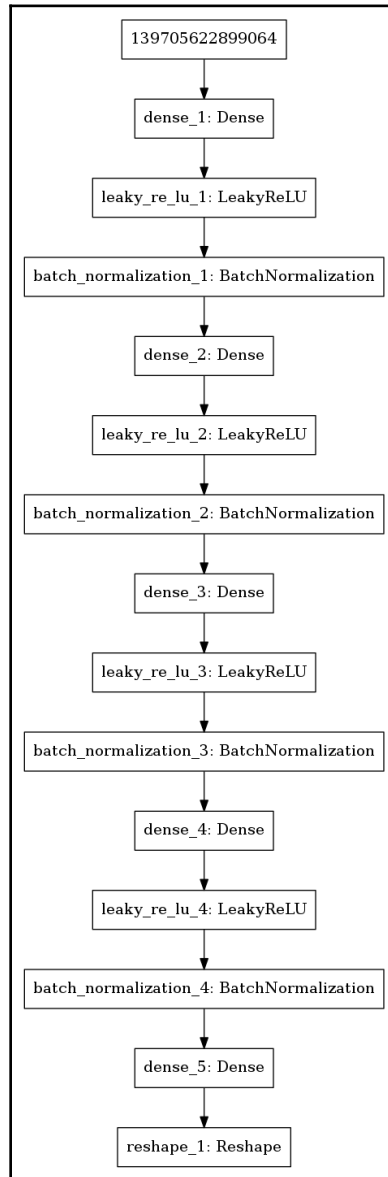 139705622899064
dense_1: Dense
leaky_re_lu_1: LeakyReLU
batch_normalization_1: BatchNormalization
dense_2: Dense
leaky_re_lu_2: LeakyReLU
batch_normalization_2: BatchNormalization
dense_3: Dense
leaky_re_lu_3: LeakyReLU
batch_normalization_3: BatchNormalization
dense_4: Dense
leaky_re_lu_4: LeakyReLU
batch_normalization_4: BatchNormalization
dense_5: Dense
reshape_1: Reshape